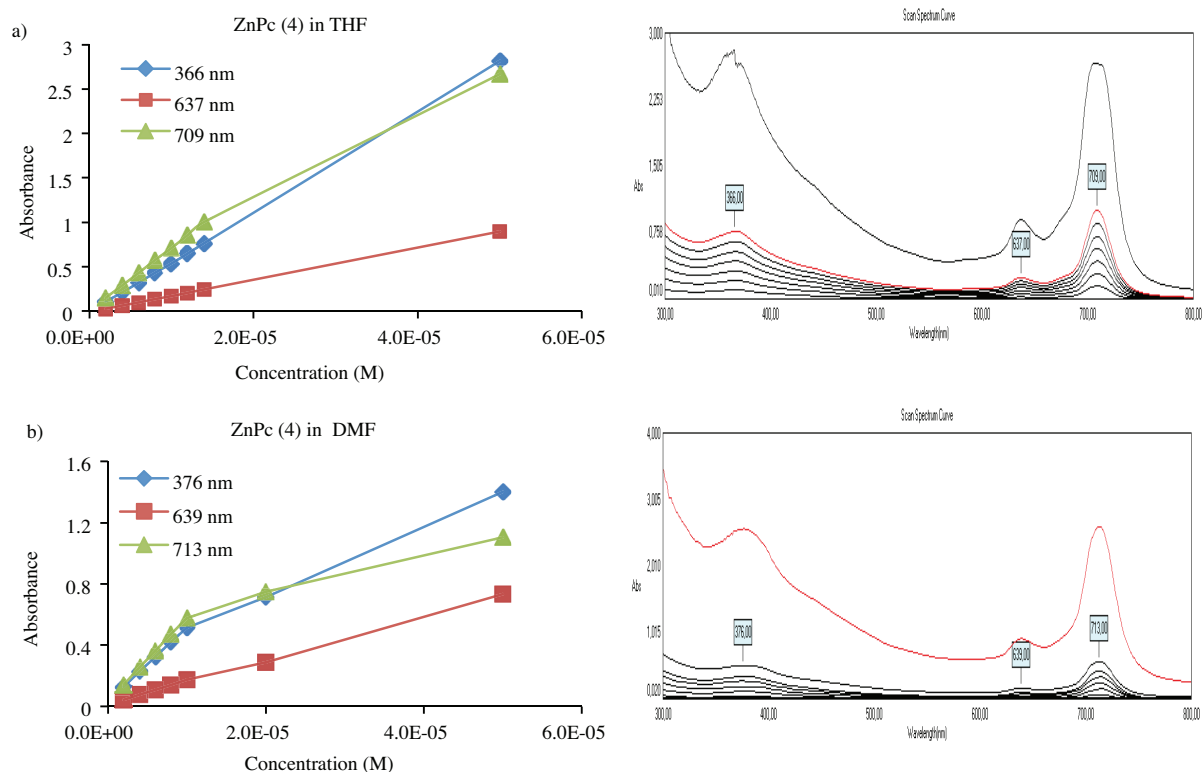 a)
ZnPc (4) in THF
366 nm
637 nm
709 nm
3
2.5
2
1.5
1
0.5
0
Absorbance
0.0E+00 2.0E-05 4.0E-05 6.0E-05
Concentration (M)
Scan Spectrum Curve
3,000
2,253
1,505
0,758
0,010
Abs
366,00
637,00
709,00
300,00 400,00 500,00 600,00 700,00 800,00
Wavelength(nm)
b)
ZnPc (4) in DMF
376 nm
639 nm
713 nm
1.6
1.2
0.8
0.4
0
Absorbance
0.0E+00 2.0E-05 4.0E-05 6.0E-05
Concentration (M)
Scan Spectrum Curve
4,000
3,005
2,010
1,015
0,020
Abs
376,00
639,00
713,00
300,00 400,00 500,00 600,00 700,00 800,00
Wavelength(nm)